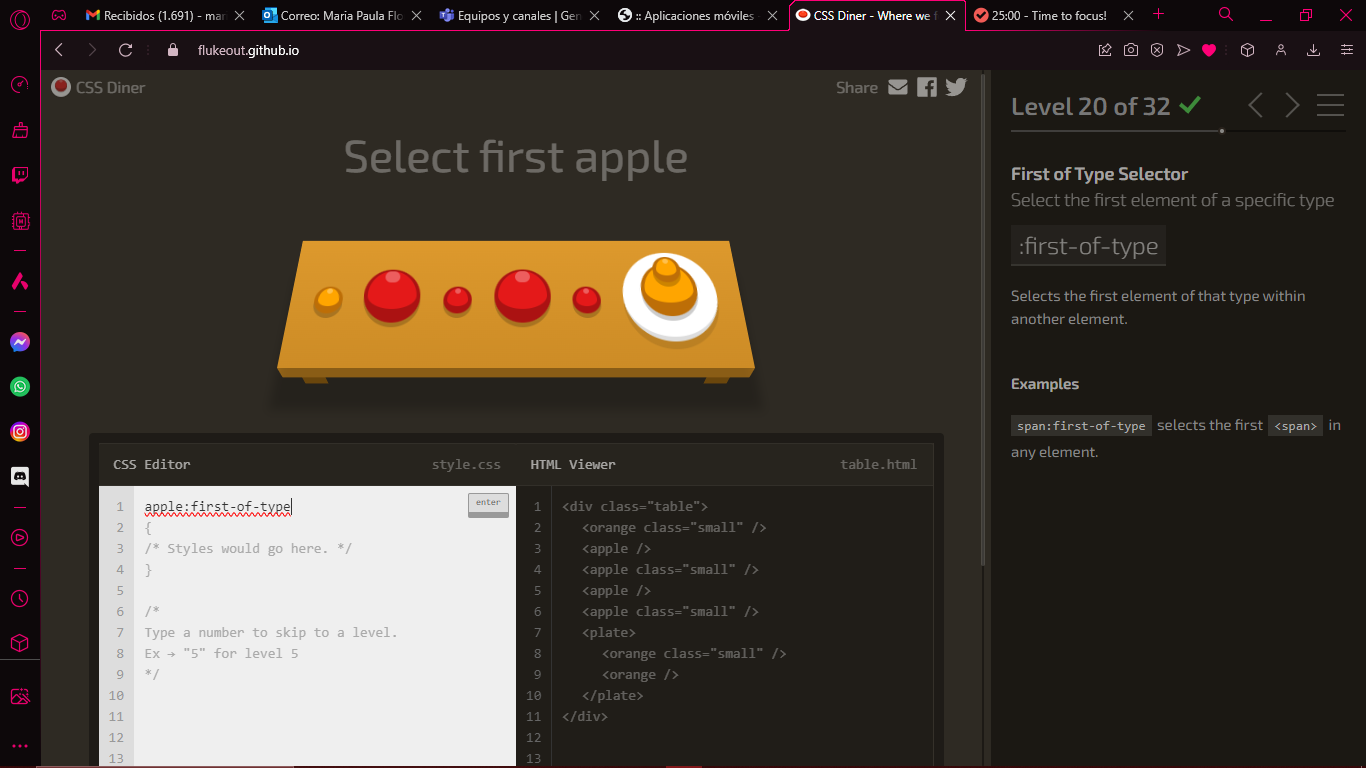 Recibidos (1.691) - mar
Correo: Maria Paula Flo
Equipos y canales | Gen
:: Aplicaciones móviles -
CSS Diner - Where we f
25:00 - Time to focus!
flukeout.github.io
CSS Diner
Share
Select first apple
Level 20 of 32
First of Type Selector
Select the first element of a specific type
:first-of-type
Selects the first element of that type within
another element.
Examples
span:first-of-type selects the first <span> in
any element.
CSS Editor style.css
enter
1 apple:first-of-type
2 {
3 /* Styles would go here. */
4 }
5
6 /*
7 Type a number to skip to a level.
8 Ex → "5" for level 5
9 */
10
11
12
13
HTML Viewer table.html
1 <div class="table">
2 <orange class="small" />
3 <apple />
4 <apple class="small" />
5 <apple />
6 <apple class="small" />
7 <plate>
8 <orange class="small" />
9 <orange />
10 </plate>
11 </div>
12
13